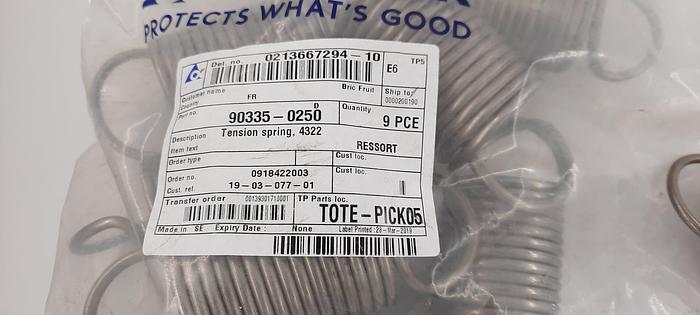 PROTECTS WHAT'S GOOD
Del. no. 0213667294-10 E6 TP5
Customer name Bric Fruit Ship to/
Country FR 0000200190
Part no. 90335-0250 D Quantity 9 PCE
Description Tension spring, 4322
Item text RESSORT
Order type Cust loc.
Order no. 0918422003 Cust loc.
Cust. ref. 19-03-077-01
Transfer order 00139301710001 TP Parts loc.
TOTE-PICK05
Made in SE Expiry Date: None Label Printed:28-Mar-2019